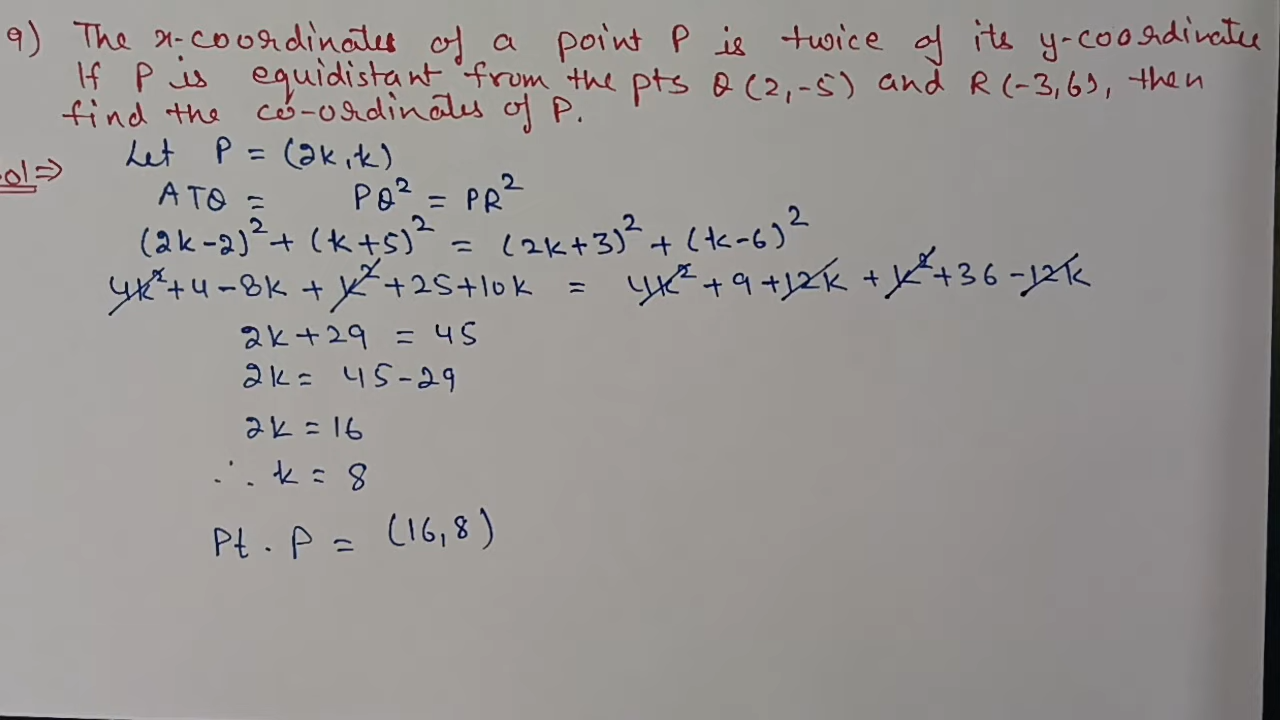 9) The x-coordinates of a point P is twice of its y-coordinates
If P is equidistant from the pts Q (2,-5) and R (-3,6), then
find the co-ordinates of P.
ol⇒
Let P = (2k, k)
ATQ = PQ² = PR²
(2k-2)² + (k+5)² = (2k+3)² + (k-6)²
4k² + 4 - 8k + k² + 25 + 10k = 4k² + 9 + 12k + k² + 36 - 12k
2k + 29 = 45
2k = 45 - 29
2k = 16
∴ k = 8
Pt. P = (16, 8)